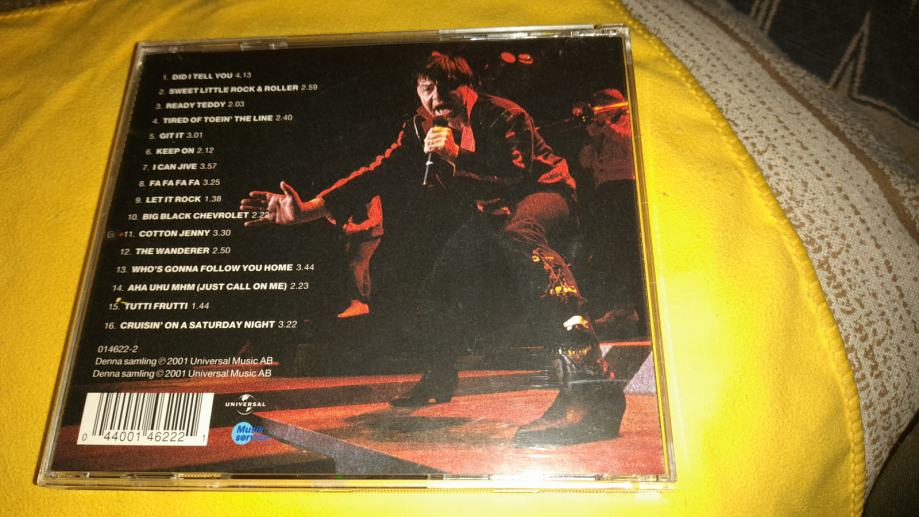 1. DID I TELL YOU 4.13
2. SWEET LITTLE ROCK & ROLLER 2.59
3. READY TEDDY 2.03
4. TIRED OF TOEIN' THE LINE 2.40
5. GIT IT 3.01
6. KEEP ON 2.12
7. I CAN JIVE 3.57
8. FA FA FA FA 3.25
9. LET IT ROCK 1.38
10. BIG BLACK CHEVROLET 2.22
11. COTTON JENNY 3.30
12. THE WANDERER 2.50
13. WHO'S GONNA FOLLOW YOU HOME 3.44
14. AHA UHU MHM (JUST CALL ON ME) 2.23
15. TUTTI FRUTTI 1.44
16. CRUISIN' ON A SATURDAY NIGHT 3.22
014622-2
Denna samling ℗ 2001 Universal Music AB
Denna samling © 2001 Universal Music AB
UNIVERSAL
Musik
service
0 44001 46222 1